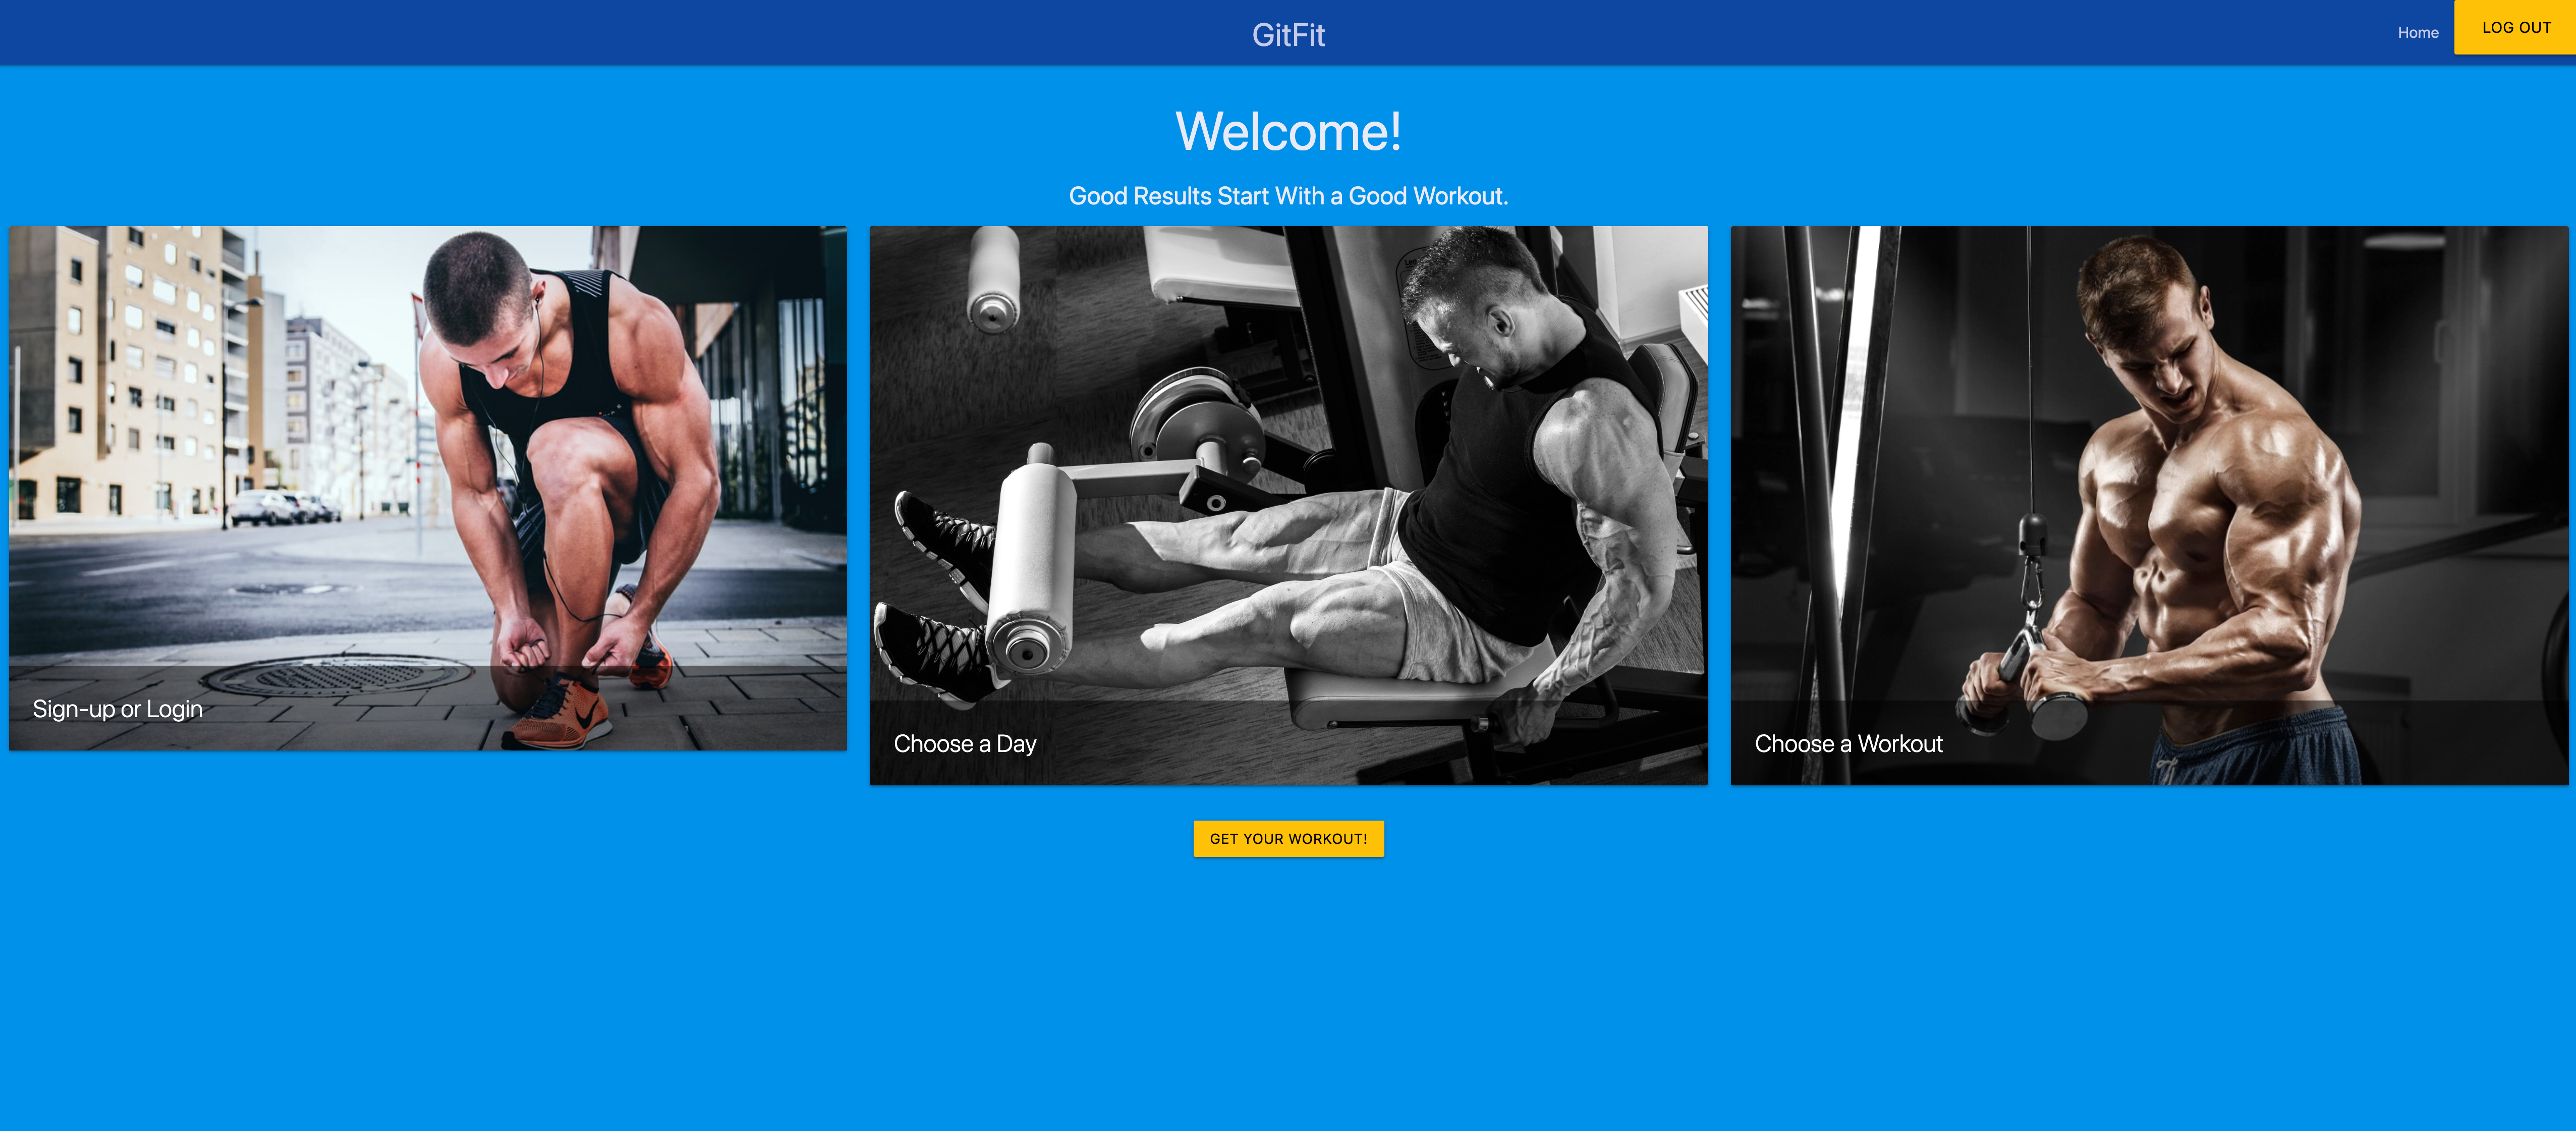 GitFit
Home
LOG OUT
Welcome!
Good Results Start With a Good Workout.
Sign-up or Login
Choose a Day
Choose a Workout
GET YOUR WORKOUT!